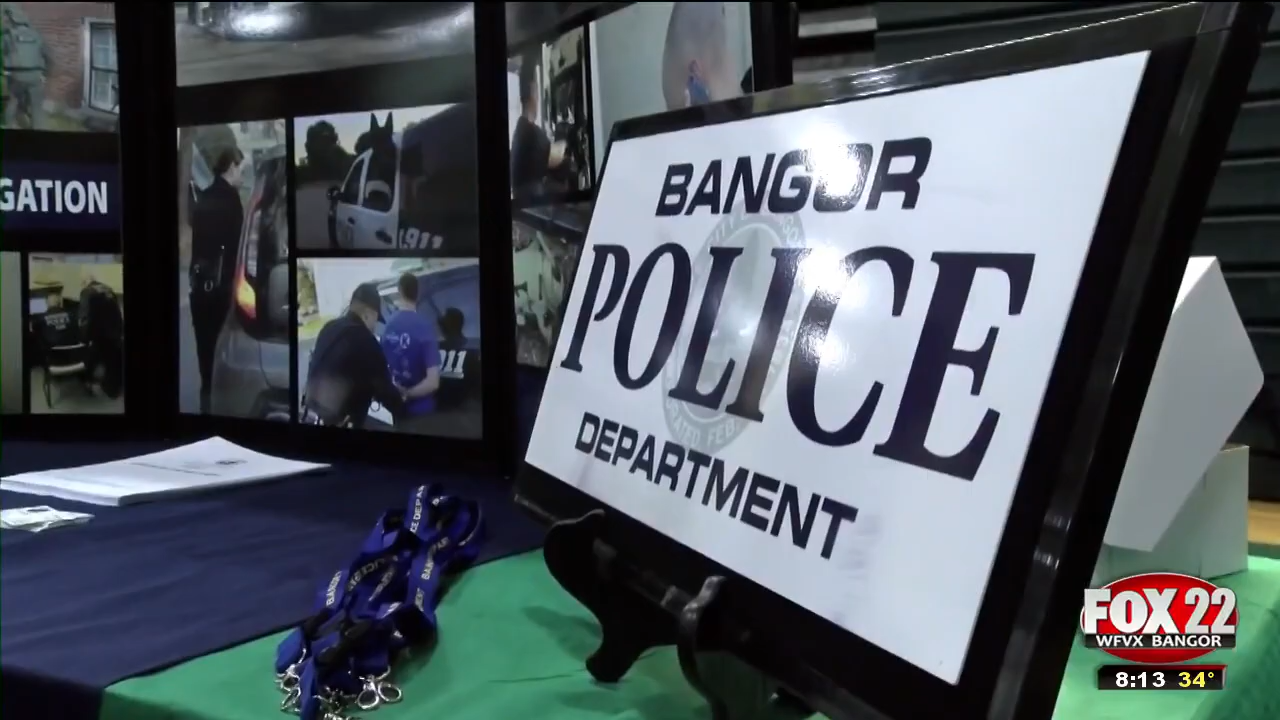 GATION
911
911
BANGOR
POLICE
DEPARTMENT
FOX 22
WFVX BANGOR
8:13 34°